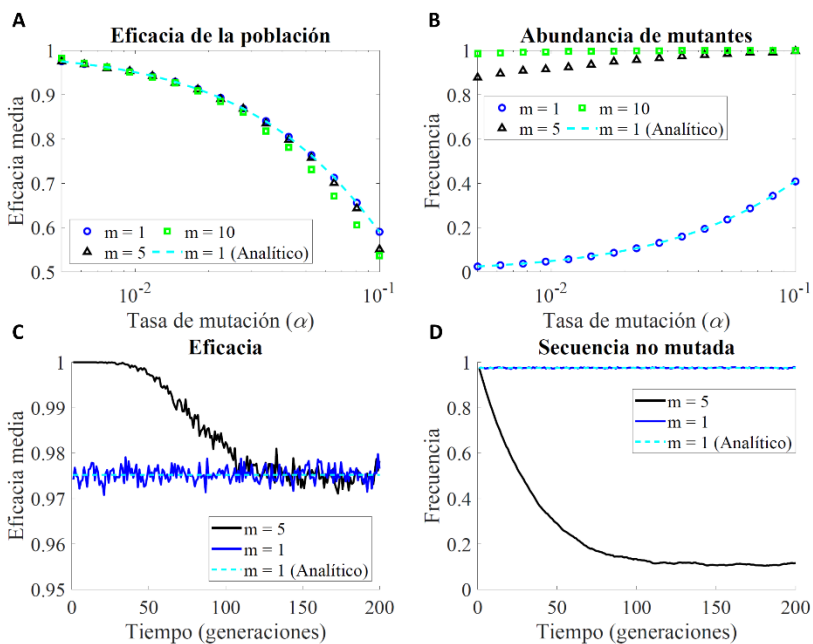 A
Eficacia de la población
Eficacia media
1
0.9
0.8
0.7
0.6
0.5
m = 1
m = 10
m = 5
m = 1 (Analítico)
10-2
10-1
Tasa de mutación (α)
B
Abundancia de mutantes
Frecuencia
1
0.8
0.6
0.4
0.2
0
m = 1
m = 10
m = 5
m = 1 (Analítico)
10-2
10-1
Tasa de mutación (α)
C
Eficacia
Eficacia media
1
0.99
0.98
0.97
0.96
0.95
m = 5
m = 1
m = 1 (Analítico)
0
50
100
150
200
Tiempo (generaciones)
D
Secuencia no mutada
Frecuencia
1
0.8
0.6
0.4
0.2
0
m = 5
m = 1
m = 1 (Analítico)
0
50
100
150
200
Tiempo (generaciones)